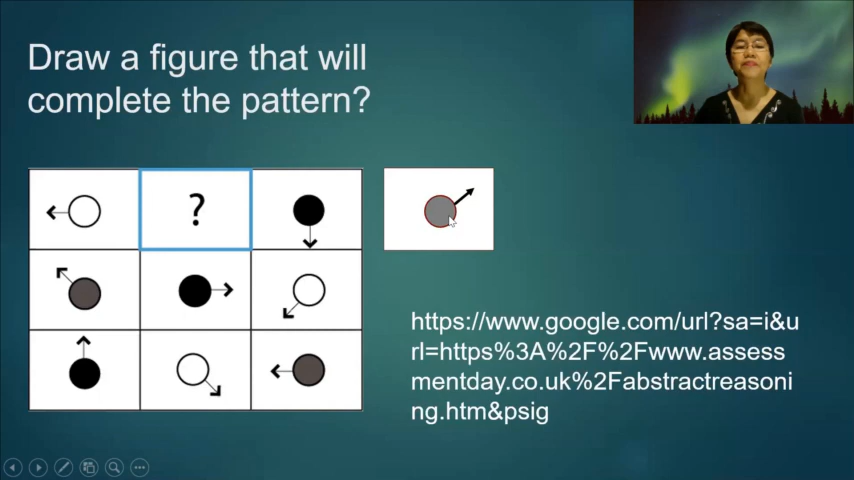 Draw a figure that will
complete the pattern?
?
https://www.google.com/url?sa=i&u
rl=https%3A%2F%2Fwww.assess
mentday.co.uk%2Fabstractreasoni
ng.htm&psig